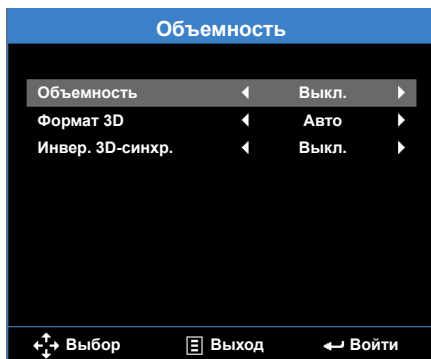 Объемность
Объемность Выкл.
Формат 3D Авто
Инвер. 3D-синхр. Выкл.
Выбор Выход Войти